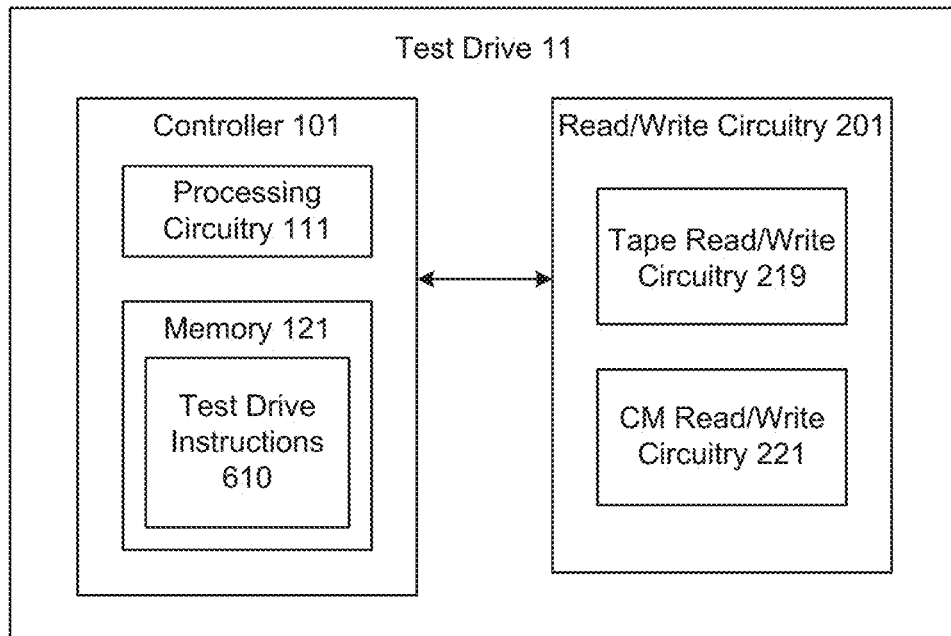 Test Drive 11
Controller 101
Processing
Circuitry 111
Memory 121
Test Drive
Instructions
610
Read/Write Circuitry 201
Tape Read/Write
Circuitry 219
CM Read/Write
Circuitry 221